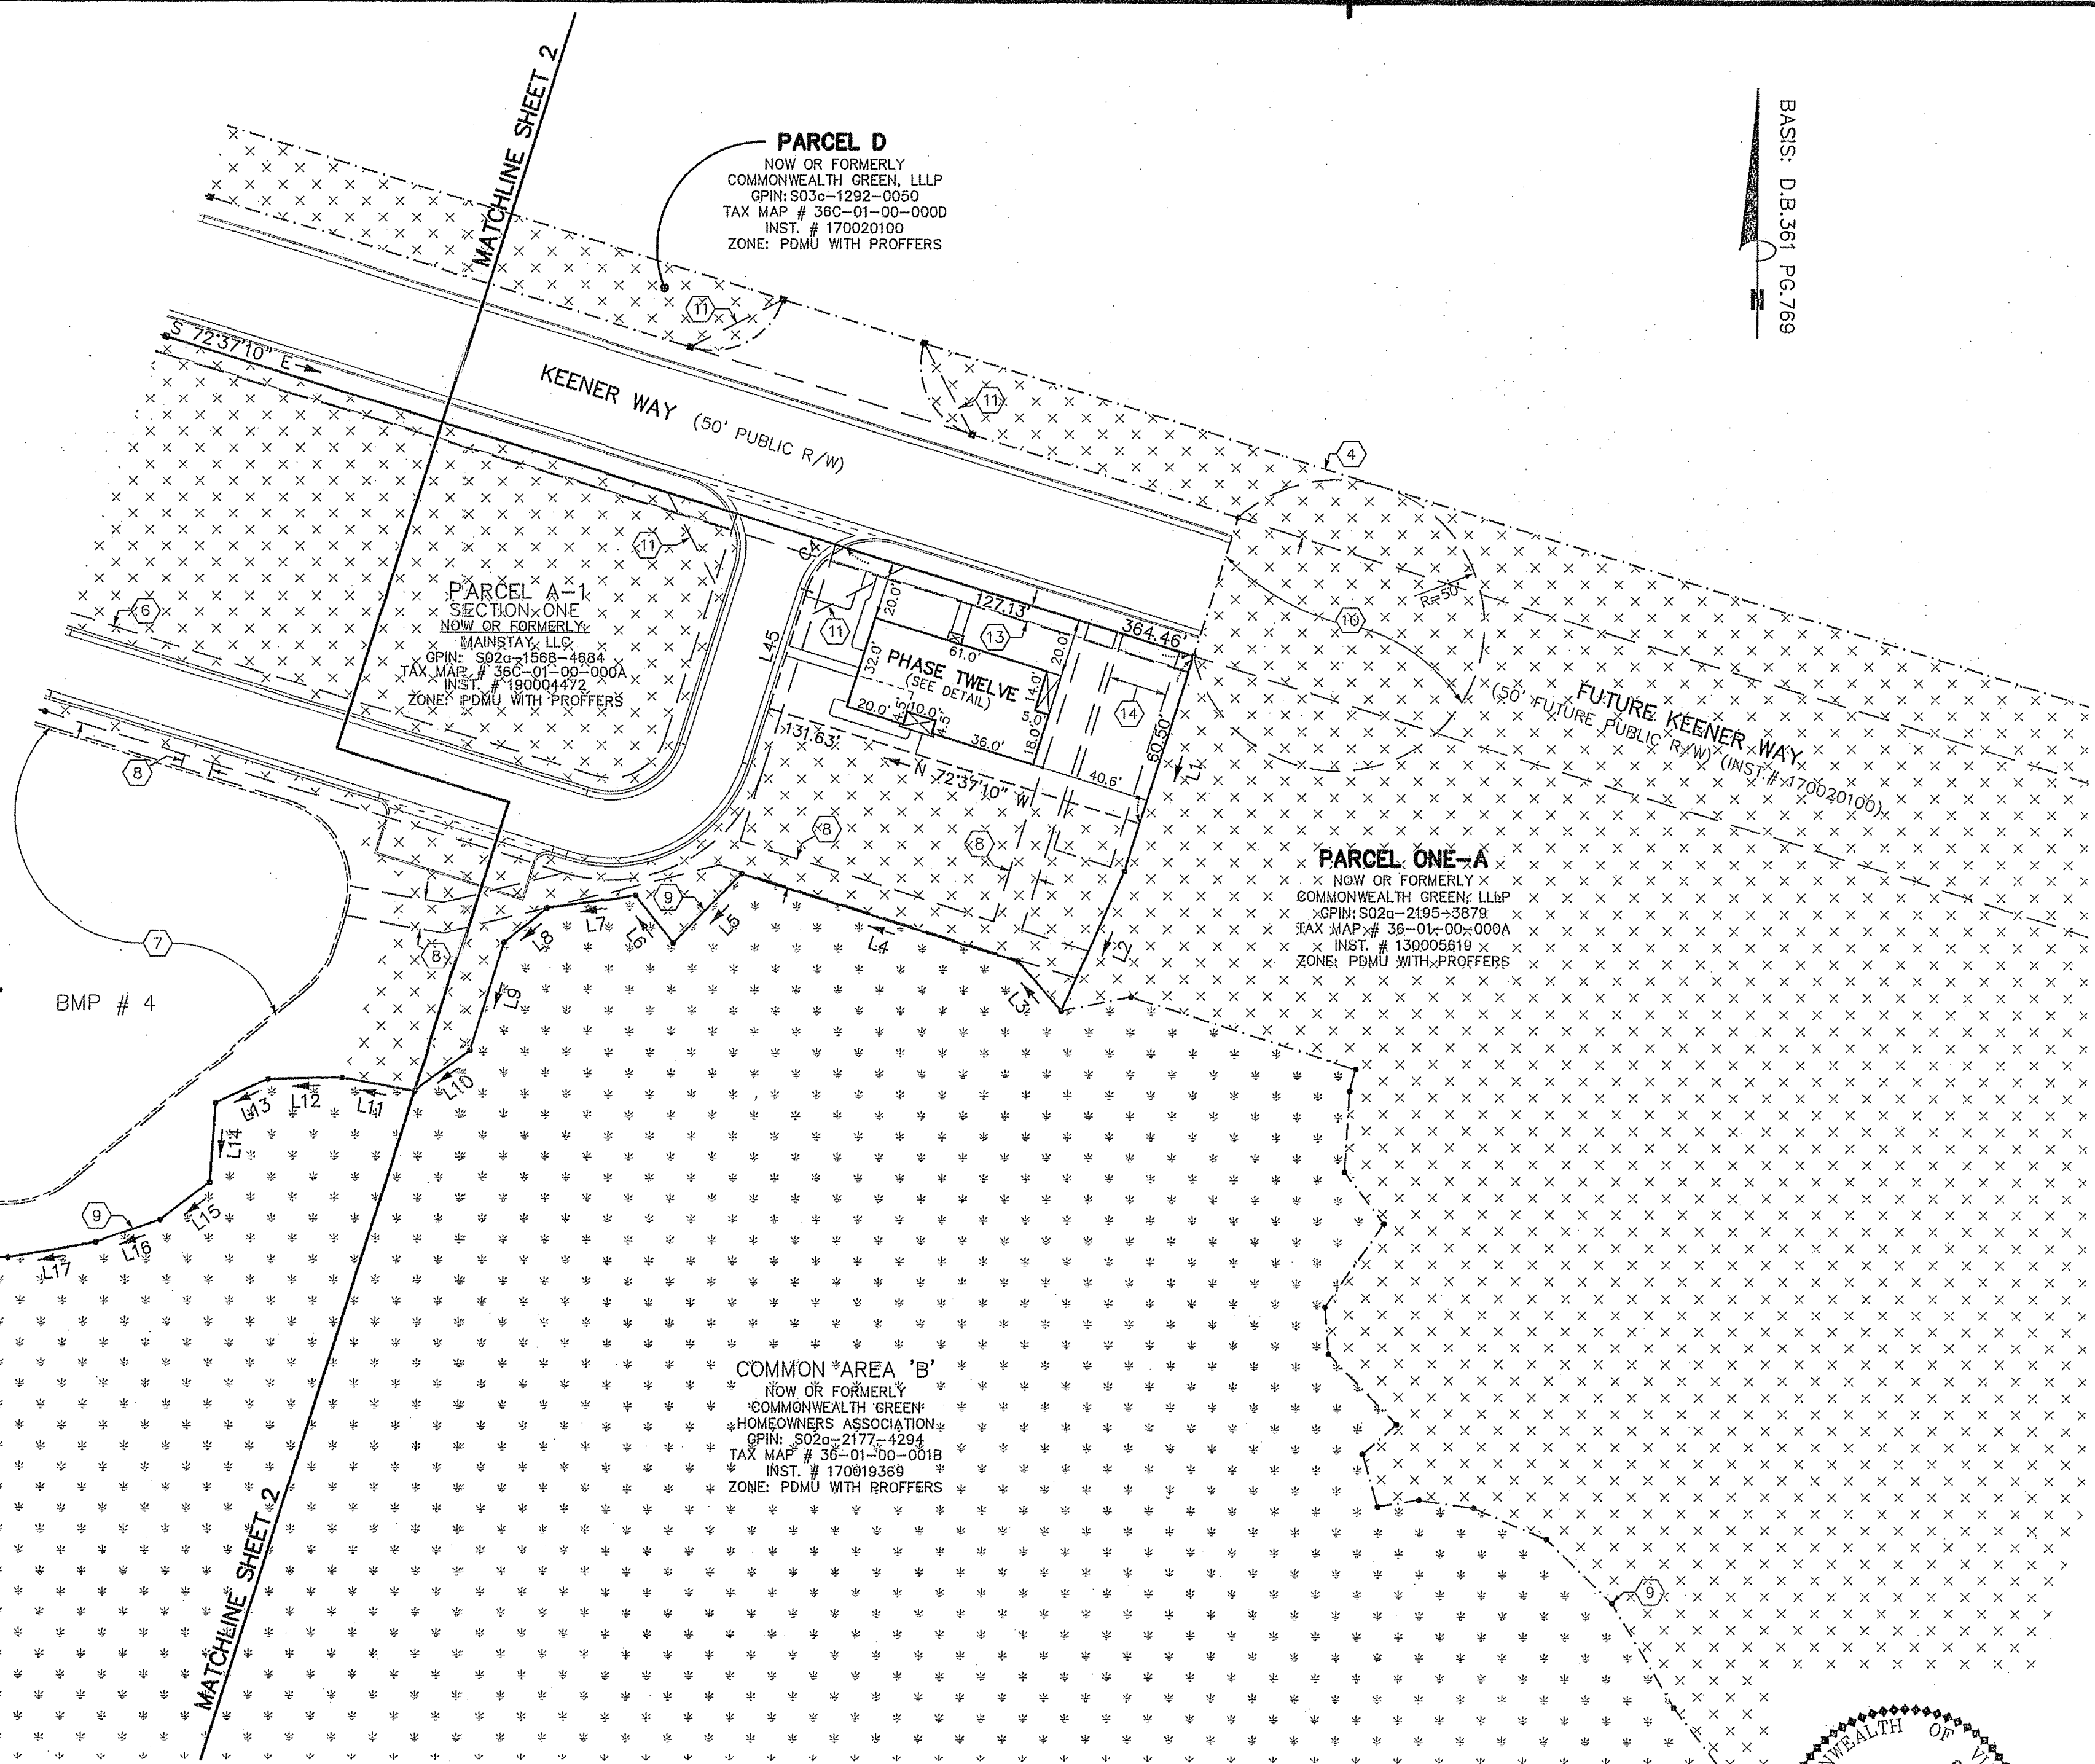 MATCHLINE SHEET 2
BASIS: D.B.361 PG.769
N
PARCEL D
NOW OR FORMERLY
COMMONWEALTH GREEN, LLLP
GPIN: S03c-1292-0050
TAX MAP # 36C-01-00-000D
INST. # 170020100
ZONE: PDMU WITH PROFFERS
11
S 72°37'10" E
KEENER WAY (50' PUBLIC R/W)
11
4
11
PARCEL A-1
SECTION ONE
NOW OR FORMERLY:
MAINSTAY, LLC
GPIN: S02a-1568-4684
TAX MAP # 36C-01-00-000A
INST. # 190004472
ZONE: PDMU WITH PROFFERS
6
C4
20.0'
127.13'
364.46'
R=50'
10
11
13
L45
32.0'
61.0'
20.0'
PHASE TWELVE
(SEE DETAIL)
14.0'
5.0'
18.0'
20.0'
4.5'
10.0'
4.5'
36.0'
14
60.50'
L1
131.63'
N 72°37'10" W
40.6'
FUTURE KEENER WAY
(50' FUTURE PUBLIC R/W) (INST.# 170020100)
8
8
8
PARCEL ONE-A
NOW OR FORMERLY
COMMONWEALTH GREEN, LLLP
GPIN: S02a-2195-3879
TAX MAP # 36-01-00-000A
INST. # 130005619
ZONE: PDMU WITH PROFFERS
7
8
9
L8
L7
L6
L5
L4
L2
L3
L9
BMP # 4
L10
L11
L12
L13
L14
L15
9
L16
L17
COMMON AREA 'B'
NOW OR FORMERLY
COMMONWEALTH GREEN
HOMEOWNERS ASSOCIATION
GPIN: S02a-2177-4294
TAX MAP # 36-01-00-001B
INST. # 170019369
ZONE: PDMU WITH PROFFERS
MATCHLINE SHEET 2
9
NWEALTH OF VI